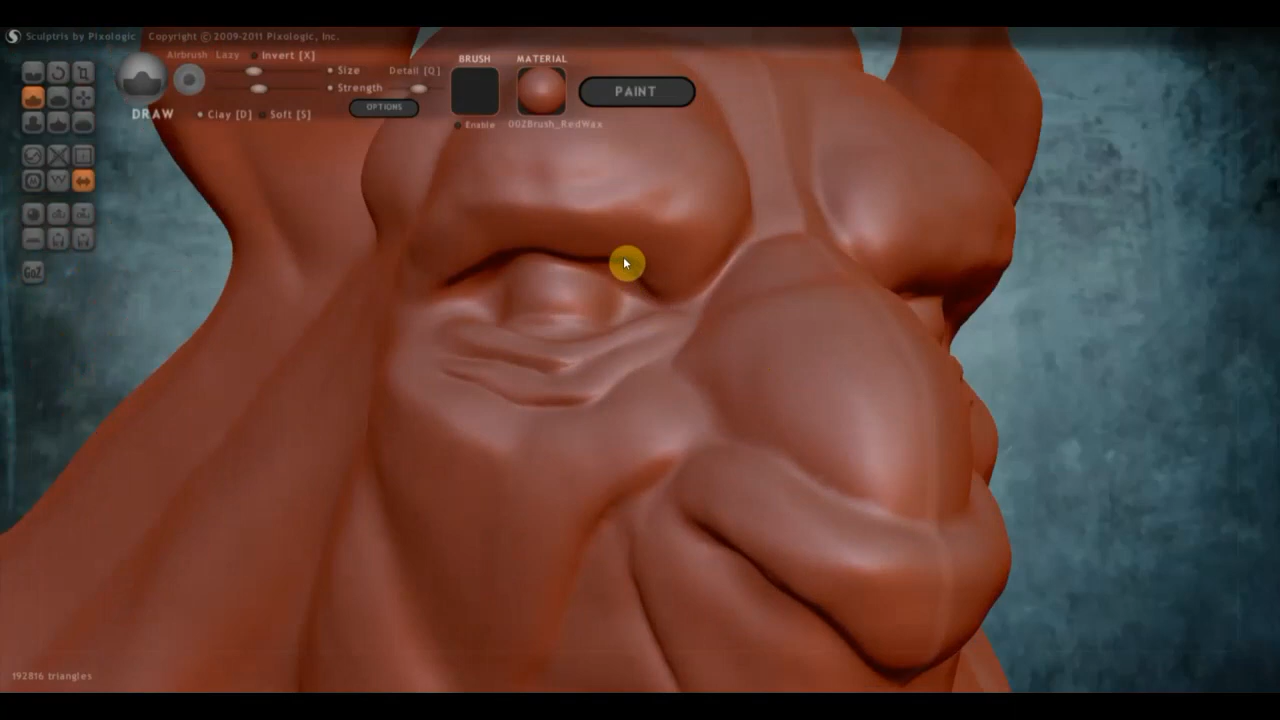 Sculptris by Pixologic Copyright © 2009-2011 Pixologic, Inc.
Airbrush Lazy Invert [X]
Size Detail [Q]
Strength
OPTIONS
DRAW Clay [D] Soft [S]
BRUSH
Enable
MATERIAL
00ZBrush_RedWax
PAINT
GoZ
192816 triangles